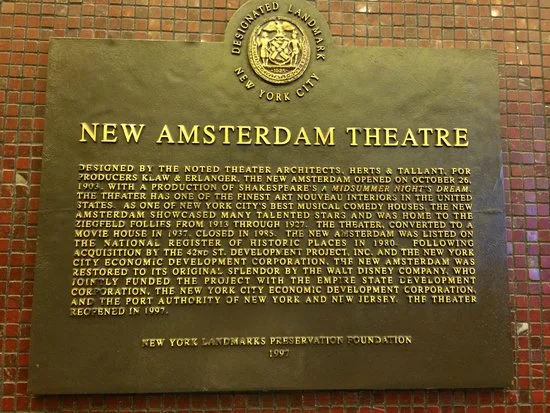 DESIGNATED LANDMARK
NEW YORK CITY
NEW AMSTERDAM THEATRE
DESIGNED BY THE NOTED THEATER ARCHITECTS, HERTS & TALLANT, FOR
PRODUCERS KLAW & ERLANGER, THE NEW AMSTERDAM OPENED ON OCTOBER 26,
1903, WITH A PRODUCTION OF SHAKESPEARE'S A MIDSUMMER NIGHT'S DREAM.
THE THEATER HAS ONE OF THE FINEST ART NOUVEAU INTERIORS IN THE UNITED
STATES. AS ONE OF NEW YORK CITY'S BEST MUSICAL COMEDY HOUSES, THE NEW
AMSTERDAM SHOWCASED MANY TALENTED STARS AND WAS HOME TO THE
ZIEGFELD FOLLIES FROM 1913 THROUGH 1927. THE THEATER, CONVERTED TO A
MOVIE HOUSE IN 1937, CLOSED IN 1985. THE NEW AMSTERDAM WAS LISTED ON
THE NATIONAL REGISTER OF HISTORIC PLACES IN 1980. FOLLOWING
ACQUISITION BY THE 42ND ST. DEVELOPMENT PROJECT, INC. AND THE NEW YORK
CITY ECONOMIC DEVELOPMENT CORPORATION, THE NEW AMSTERDAM WAS
RESTORED TO ITS ORIGINAL SPLENDOR BY THE WALT DISNEY COMPANY, WHO
JOINTLY FUNDED THE PROJECT WITH THE EMPIRE STATE DEVELOPMENT
CORPORATION, THE NEW YORK CITY ECONOMIC DEVELOPMENT CORPORATION,
AND THE PORT AUTHORITY OF NEW YORK AND NEW JERSEY. THE THEATER
REOPENED IN 1997.
NEW YORK LANDMARKS PRESERVATION FOUNDATION
1997